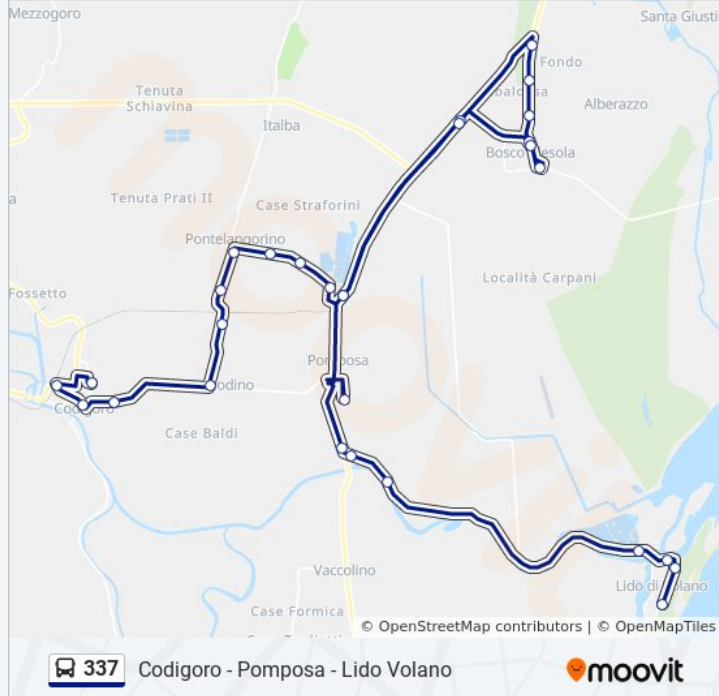 Mezzogoro
Santa Giusti
Fondo
Tenuta
Schiavina
Alberazzo
Italba
Bosco Mesola
Tenuta Prati II
Case Straforini
Pontelangorino
Località Carpani
Fossetto
Pomposa
Codigoro
Case Baldi
Vaccolino
Lido di Volano
Case Formica
© OpenStreetMap contributors | © OpenMapTiles
337 Codigoro - Pomposa - Lido Volano
moovit